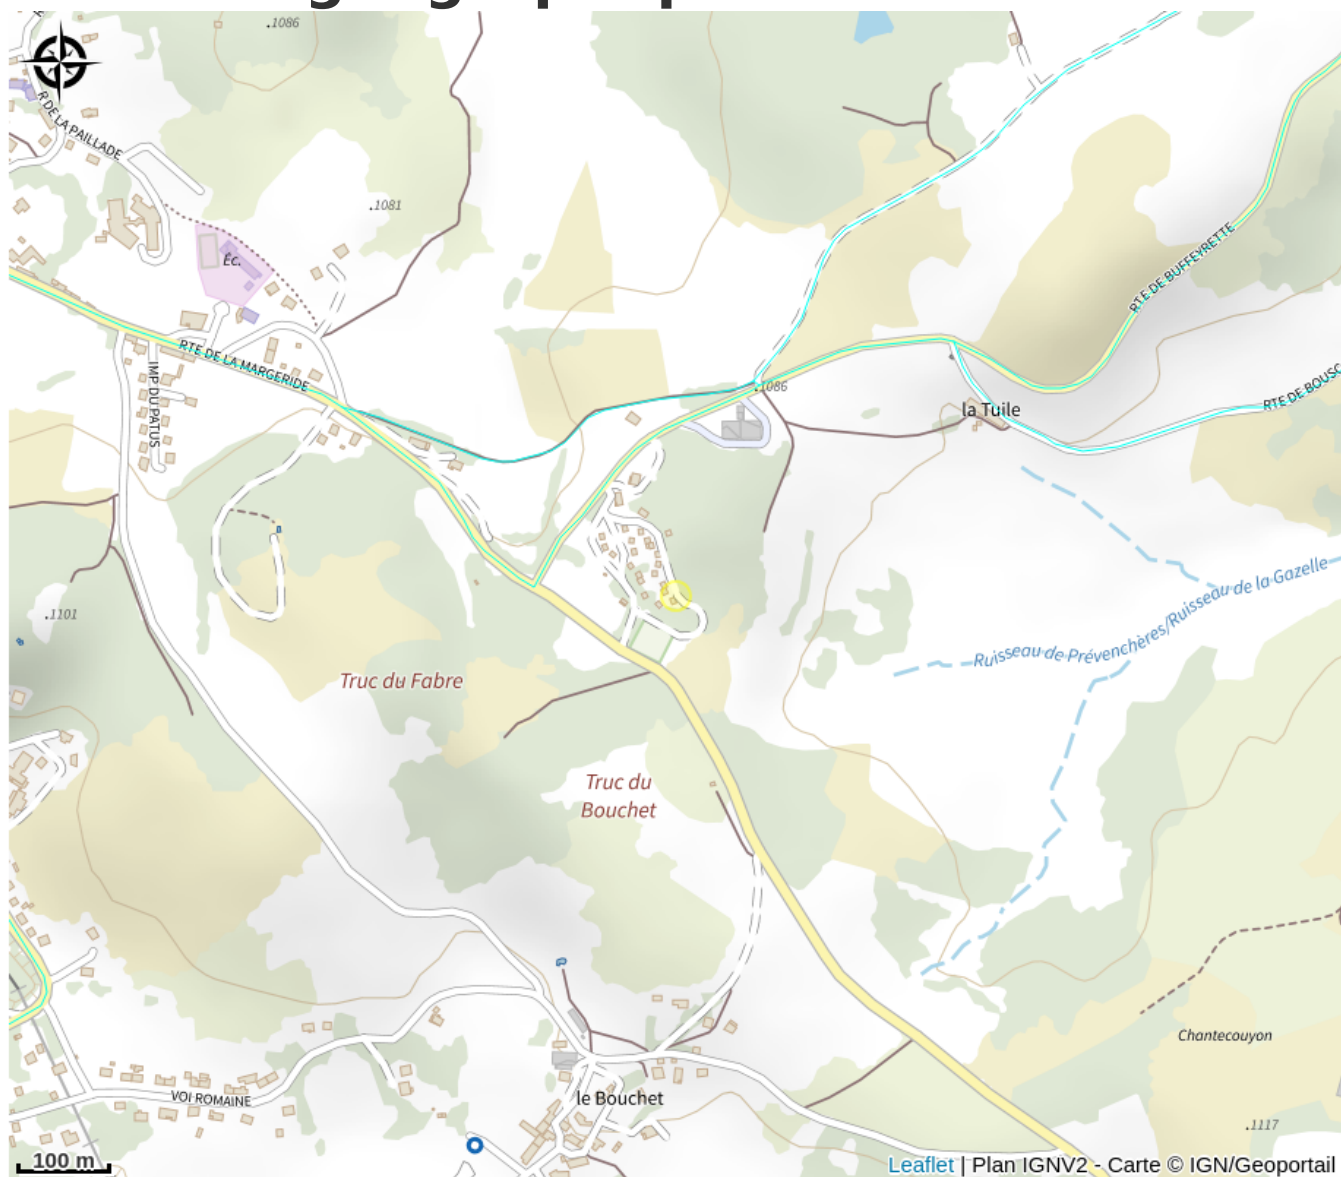 .1086
R DE LA PAILLADE
.1081
Éc.
RTE DE BUFFEYRETTE
RTE DE LA MARGERIDE
IMP DU PATUS
.1086
la Tuile
RTE DE BOUSC
Ruisseau de Prévenchères/Ruisseau de la Gazelle
.1101
Truc du Fabre
Truc du
Bouchet
Chantecouyon
VOI ROMAINE
le Bouchet
.1117
100 m
Leaflet | Plan IGNV2 - Carte © IGN/Geoportail